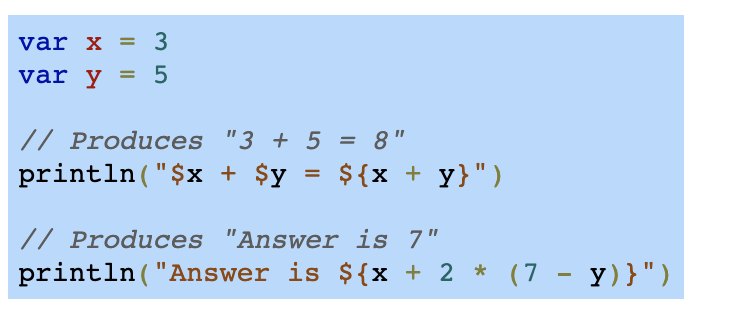 var x = 3
var y = 5
// Produces "3 + 5 = 8"
println("$x + $y = ${x + y}")
// Produces "Answer is 7"
println("Answer is ${x + 2 * (7 - y)}")